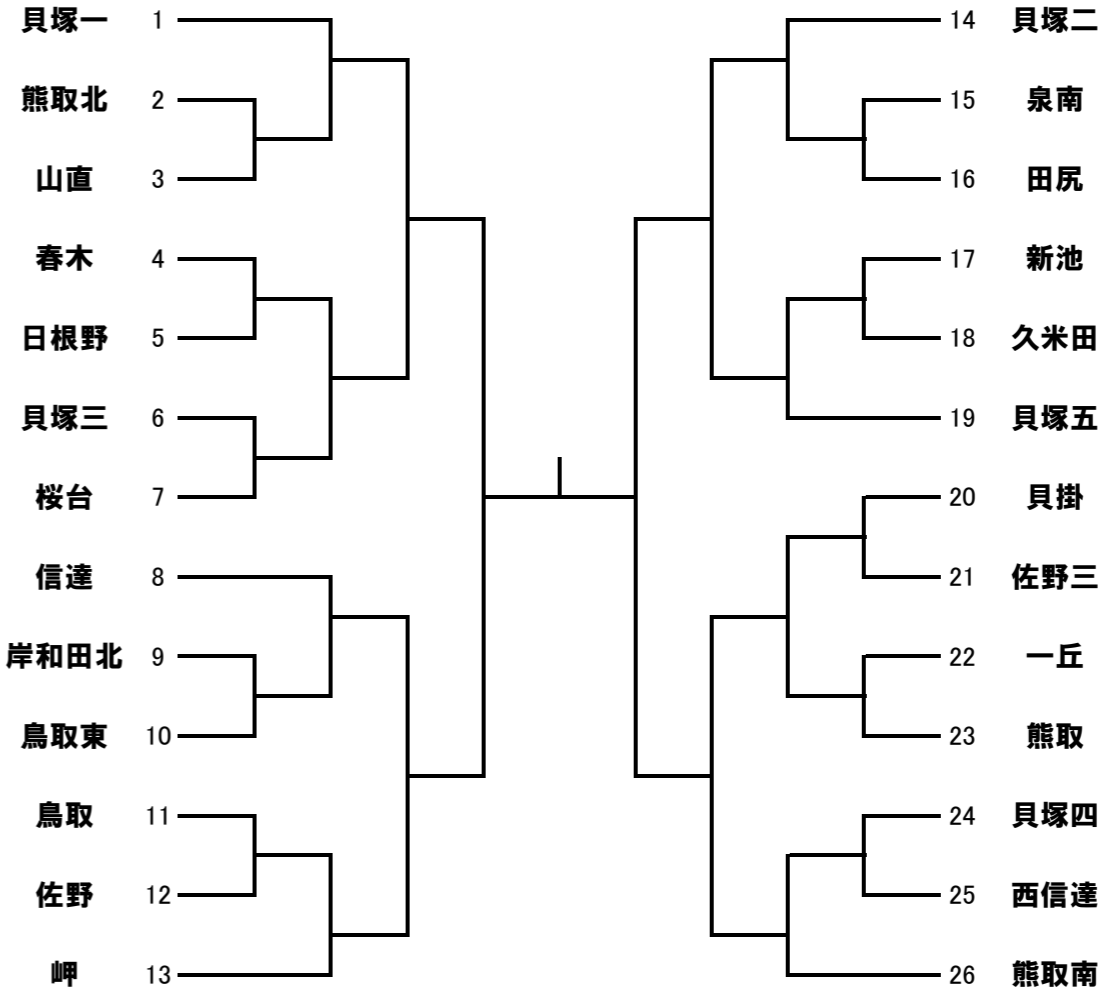 貝塚一 1
熊取北 2
山直 3
春木 4
日根野 5
貝塚三 6
桜台 7
信達 8
岸和田北 9
鳥取東 10
鳥取 11
佐野 12
岬 13
14 貝塚二
15 泉南
16 田尻
17 新池
18 久米田
19 貝塚五
20 貝掛
21 佐野三
22 一丘
23 熊取
24 貝塚四
25 西信達
26 熊取南